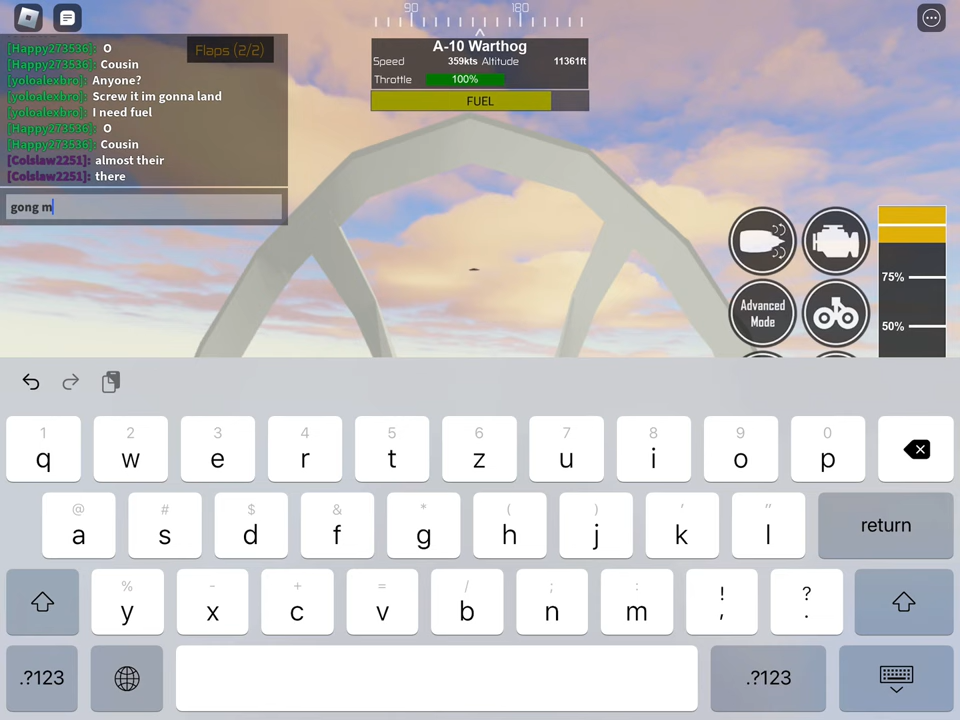 90
180
[Happy273536]: O
Flaps (2/2)
[Happy273536]: Cousin
[yoloalexbro]: Anyone?
[yoloalexbro]: Screw it im gonna land
[yoloalexbro]: I need fuel
[Happy273536]: O
[Happy273536]: Cousin
[Colslaw2251]: almost their
[Colslaw2251]: there
gong m
A-10 Warthog
Speed 359kts Altitude 11361ft
Throttle 100%
FUEL
Advanced
Mode
75%
50%
1 2 3 4 5 6 7 8 9 0
q w e r t z u i o p
@ # $ & * ( ) ' "
a s d f g h j k l return
% - + = / ; : ! ?
y x c v b n m , .
.?123 .?123